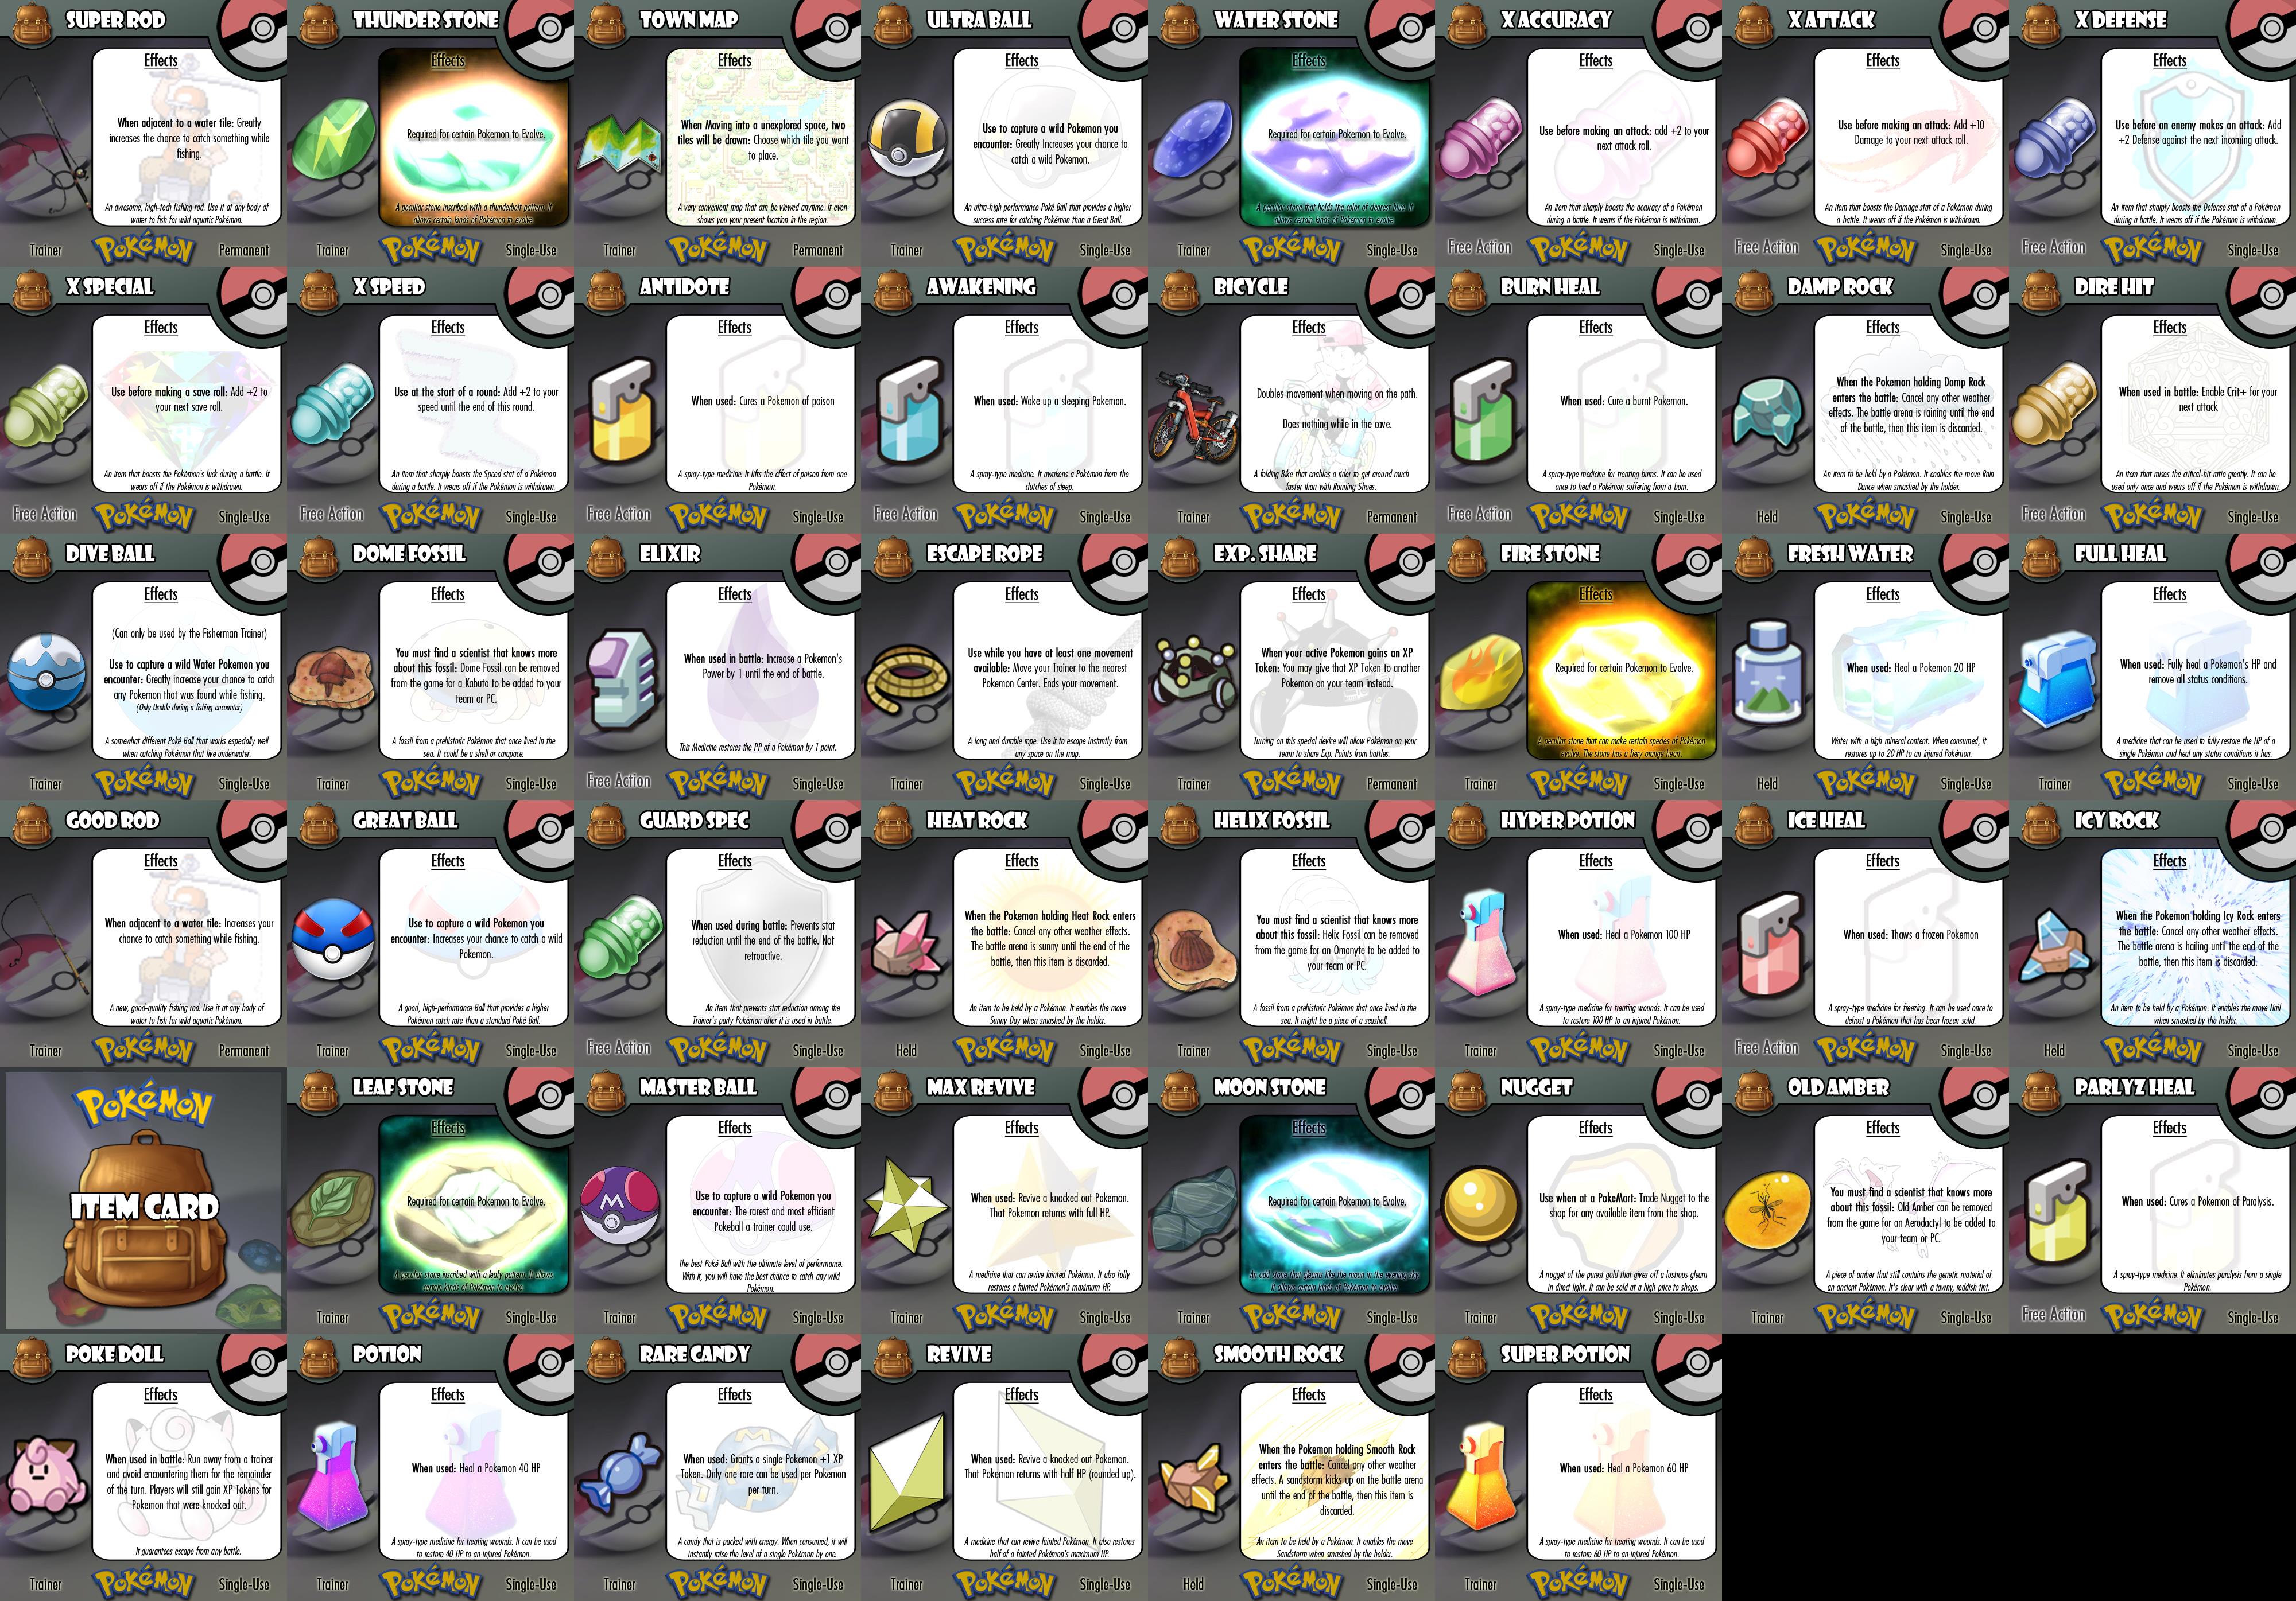 SUPER ROD
Effects
When adjacent to a water tile: Greatly
increases the chance to catch something while
fishing.
An awesome, high-tech fishing rod. Use it at any body of
water to fish for wild aquatic Pokémon.
Trainer
POKéMON
Permanent
THUNDER STONE
Effects
Required for certain Pokemon to Evolve.
A peculiar stone inscribed with a thunderbolt pattern. It
allows certain kinds of Pokémon to evolve.
Trainer
POKéMON
Single-Use
TOWN MAP
Effects
When Moving into a unexplored space, two
tiles will be drawn: Choose which tile you want
to place.
A very convenient map that can be viewed anytime. It even
shows you your present location in the region.
Trainer
POKéMON
Permanent
ULTRA BALL
Effects
Use to capture a wild Pokemon you
encounter: Greatly Increases your chance to
catch a wild Pokemon.
An ultra-high performance Poké Ball that provides a higher
success rate for catching Pokémon than a Great Ball.
Trainer
POKéMON
Single-Use
WATER STONE
Effects
Required for certain Pokemon to Evolve.
A peculiar stone that holds the color of clearest blue. It
allows certain kinds of Pokémon to evolve.
Trainer
POKéMON
Single-Use
X ACCURACY
Effects
Use before making an attack: add +2 to your
next attack roll.
An item that sharply boosts the accuracy of a Pokémon
during a battle. It wears off if the Pokémon is withdrawn.
Free Action
POKéMON
Single-Use
X ATTACK
Effects
Use before making an attack: Add +10
Damage to your next attack roll.
An item that boosts the Damage stat of a Pokémon during
a battle. It wears off if the Pokémon is withdrawn.
Free Action
POKéMON
Single-Use
X DEFENSE
Effects
Use before an enemy makes an attack: Add
+2 Defense against the next incoming attack.
An item that sharply boosts the Defense stat of a Pokémon
during a battle. It wears off if the Pokémon is withdrawn.
Free Action
POKéMON
Single-Use
X SPECIAL
Effects
Use before making a save roll: Add +2 to
your next save roll.
An item that boosts the Pokémon's luck during a battle. It
wears off if the Pokémon is withdrawn.
Free Action
POKéMON
Single-Use
X SPEED
Effects
Use at the start of a round: Add +2 to your
speed until the end of this round.
An item that sharply boosts the Speed stat of a Pokémon
during a battle. It wears off if the Pokémon is withdrawn.
Free Action
POKéMON
Single-Use
ANTIDOTE
Effects
When used: Cures a Pokemon of poison
A spray-type medicine. It lifts the effect of poison from one
Pokémon.
Free Action
POKéMON
Single-Use
AWAKENING
Effects
When used: Wake up a sleeping Pokemon.
A spray-type medicine. It awakens a Pokémon from the
clutches of sleep.
Free Action
POKéMON
Single-Use
BICYCLE
Effects
Doubles movement when moving on the path.
Does nothing while in the cave.
A folding Bike that enables a rider to get around much
faster than with Running Shoes.
Trainer
POKéMON
Permanent
BURN HEAL
Effects
When used: Cure a burnt Pokemon.
A spray-type medicine for treating burns. It can be used
once to heal a Pokémon suffering from a burn.
Free Action
POKéMON
Single-Use
DAMP ROCK
Effects
When the Pokemon holding Damp Rock
enters the battle: Cancel any other weather
effects. The battle arena is raining until the end
of the battle, then this item is discarded.
An item to be held by a Pokémon. It enables the move Rain
Dance when smashed by the holder.
Held
POKéMON
Single-Use
DIRE HIT
Effects
When used in battle: Enable Crit+ for your
next attack
An item that raises the critical-hit ratio greatly. It can be
used only once and wears off if the Pokémon is withdrawn.
Free Action
POKéMON
Single-Use
DIVE BALL
Effects
(Can only be used by the Fisherman Trainer)
Use to capture a wild Water Pokemon you
encounter: Greatly increase your chance to catch
any Pokemon that was found while fishing.
(Only Usable during a fishing encounter)
A somewhat different Poké Ball that works especially well
when catching Pokémon that live underwater.
Trainer
POKéMON
Single-Use
DOME FOSSIL
Effects
You must find a scientist that knows more
about this fossil: Dome Fossil can be removed
from the game for a Kabuto to be added to your
team or PC.
A fossil from a prehistoric Pokémon that once lived in the
sea. It could be a shell or carapace.
Trainer
POKéMON
Single-Use
ELIXIR
Effects
When used in battle: Increase a Pokemon's
Power by 1 until the end of battle.
This Medicine restores the PP of a Pokémon by 1 point.
Free Action
POKéMON
Single-Use
ESCAPE ROPE
Effects
Use while you have at least one movement
available: Move your Trainer to the nearest
Pokemon Center. Ends your movement.
A long and durable rope. Use it to escape instantly from
any space on the map.
Trainer
POKéMON
Single-Use
EXP. SHARE
Effects
When your active Pokemon gains an XP
Token: You may give that XP Token to another
Pokemon on your team instead.
Turning on this special device will allow Pokémon on your
team to share Exp. Points from battles.
Trainer
POKéMON
Permanent
FIRE STONE
Effects
Required for certain Pokemon to Evolve.
A peculiar stone that can make certain species of Pokémon
evolve. The stone has a fiery orange heart.
Trainer
POKéMON
Single-Use
FRESH WATER
Effects
When used: Heal a Pokemon 20 HP
Water with a high mineral content. When consumed, it
restores up to 20 HP to an injured Pokémon.
Held
POKéMON
Single-Use
FULL HEAL
Effects
When used: Fully heal a Pokemon's HP and
remove all status conditions.
A medicine that can be used to fully restore the HP of a
single Pokémon and heal any status conditions it has.
Trainer
POKéMON
Single-Use
GOOD ROD
Effects
When adjacent to a water tile: Increases your
chance to catch something while fishing.
A new, good-quality fishing rod. Use it at any body of
water to fish for wild aquatic Pokémon.
Trainer
POKéMON
Permanent
GREAT BALL
Effects
Use to capture a wild Pokemon you
encounter: Increases your chance to catch a wild
Pokemon.
A good, high-performance Ball that provides a higher
Pokémon catch rate than a standard Poké Ball.
Trainer
POKéMON
Single-Use
GUARD SPEC
Effects
When used during battle: Prevents stat
reduction until the end of the battle. Not
retroactive.
An item that prevents stat reduction among the
Trainer's party Pokémon after it is used in battle.
Free Action
POKéMON
Single-Use
HEAT ROCK
Effects
When the Pokemon holding Heat Rock enters
the battle: Cancel any other weather effects.
The battle arena is sunny until the end of the
battle, then this item is discarded.
An item to be held by a Pokémon. It enables the move
Sunny Day when smashed by the holder.
Held
POKéMON
Single-Use
HELIX FOSSIL
Effects
You must find a scientist that knows more
about this fossil: Helix Fossil can be removed
from the game for an Omanyte to be added to
your team or PC.
A fossil from a prehistoric Pokémon that once lived in the
sea. It might be a piece of a seashell.
Trainer
POKéMON
Single-Use
HYPER POTION
Effects
When used: Heal a Pokemon 100 HP
A spray-type medicine for treating wounds. It can be used
to restore 100 HP to an injured Pokémon.
Trainer
POKéMON
Single-Use
ICE HEAL
Effects
When used: Thaws a frozen Pokemon
A spray-type medicine for freezing. It can be used once to
defrost a Pokémon that has been frozen solid.
Free Action
POKéMON
Single-Use
ICY ROCK
Effects
When the Pokemon holding Icy Rock enters
the battle: Cancel any other weather effects.
The battle arena is hailing until the end of the
battle, then this item is discarded.
An item to be held by a Pokémon. It enables the move Hail
when smashed by the holder.
Held
POKéMON
Single-Use
POKéMON
ITEM CARD
LEAF STONE
Effects
Required for certain Pokemon to Evolve.
A peculiar stone inscribed with a leafy pattern. It allows
certain kinds of Pokémon to evolve.
Trainer
POKéMON
Single-Use
MASTER BALL
Effects
Use to capture a wild Pokemon you
encounter: The rarest and most efficient
Pokeball a trainer could use.
The best Poké Ball with the ultimate level of performance.
With it, you will have the best chance to catch any wild
Pokémon.
Trainer
POKéMON
Single-Use
MAX REVIVE
Effects
When used: Revive a knocked out Pokemon.
That Pokemon returns with full HP.
A medicine that can revive fainted Pokémon. It also fully
restores a fainted Pokémon's maximum HP.
Trainer
POKéMON
Single-Use
MOON STONE
Effects
Required for certain Pokemon to Evolve.
An odd stone that gleams like the moon in the evening sky.
It allows certain kinds of Pokémon to evolve.
Trainer
POKéMON
Single-Use
NUGGET
Effects
Use when at a PokeMart: Trade Nugget to the
shop for any available item from the shop.
A nugget of the purest gold that gives off a lustrous gleam
in direct light. It can be sold at a high price to shops.
Trainer
POKéMON
Single-Use
OLD AMBER
Effects
You must find a scientist that knows more
about this fossil: Old Amber can be removed
from the game for an Aerodactyl to be added to
your team or PC.
A piece of amber that still contains the genetic material of
an ancient Pokémon. It's clear with a tawny, reddish tint.
Trainer
POKéMON
Single-Use
PARLYZ HEAL
Effects
When used: Cures a Pokemon of Paralysis.
A spray-type medicine. It eliminates paralysis from a single
Pokémon.
Free Action
POKéMON
Single-Use
POKE DOLL
Effects
When used in battle: Run away from a trainer
and avoid encountering them for the remainder
of the turn. Players will still gain XP Tokens for
Pokemon that were knocked out.
It guarantees escape from any battle.
Trainer
POKéMON
Single-Use
POTION
Effects
When used: Heal a Pokemon 40 HP
A spray-type medicine for treating wounds. It can be used
to restore 40 HP to an injured Pokémon.
Trainer
POKéMON
Single-Use
RARE CANDY
Effects
When used: Grants a single Pokemon +1 XP
Token. Only one rare can be used per Pokemon
per turn.
A candy that is packed with energy. When consumed, it will
instantly raise the level of a single Pokémon by one.
Trainer
POKéMON
Single-Use
REVIVE
Effects
When used: Revive a knocked out Pokemon.
That Pokemon returns with half HP (rounded up).
A medicine that can revive fainted Pokémon. It also restores
half of a fainted Pokémon's maximum HP.
Trainer
POKéMON
Single-Use
SMOOTH ROCK
Effects
When the Pokemon holding Smooth Rock
enters the battle: Cancel any other weather
effects. A sandstorm kicks up on the battle arena
until the end of the battle, then this item is
discarded.
An item to be held by a Pokémon. It enables the move
Sandstorm when smashed by the holder.
Held
POKéMON
Single-Use
SUPER POTION
Effects
When used: Heal a Pokemon 60 HP
A spray-type medicine for treating wounds. It can be used
to restore 60 HP to an injured Pokémon.
Trainer
POKéMON
Single-Use